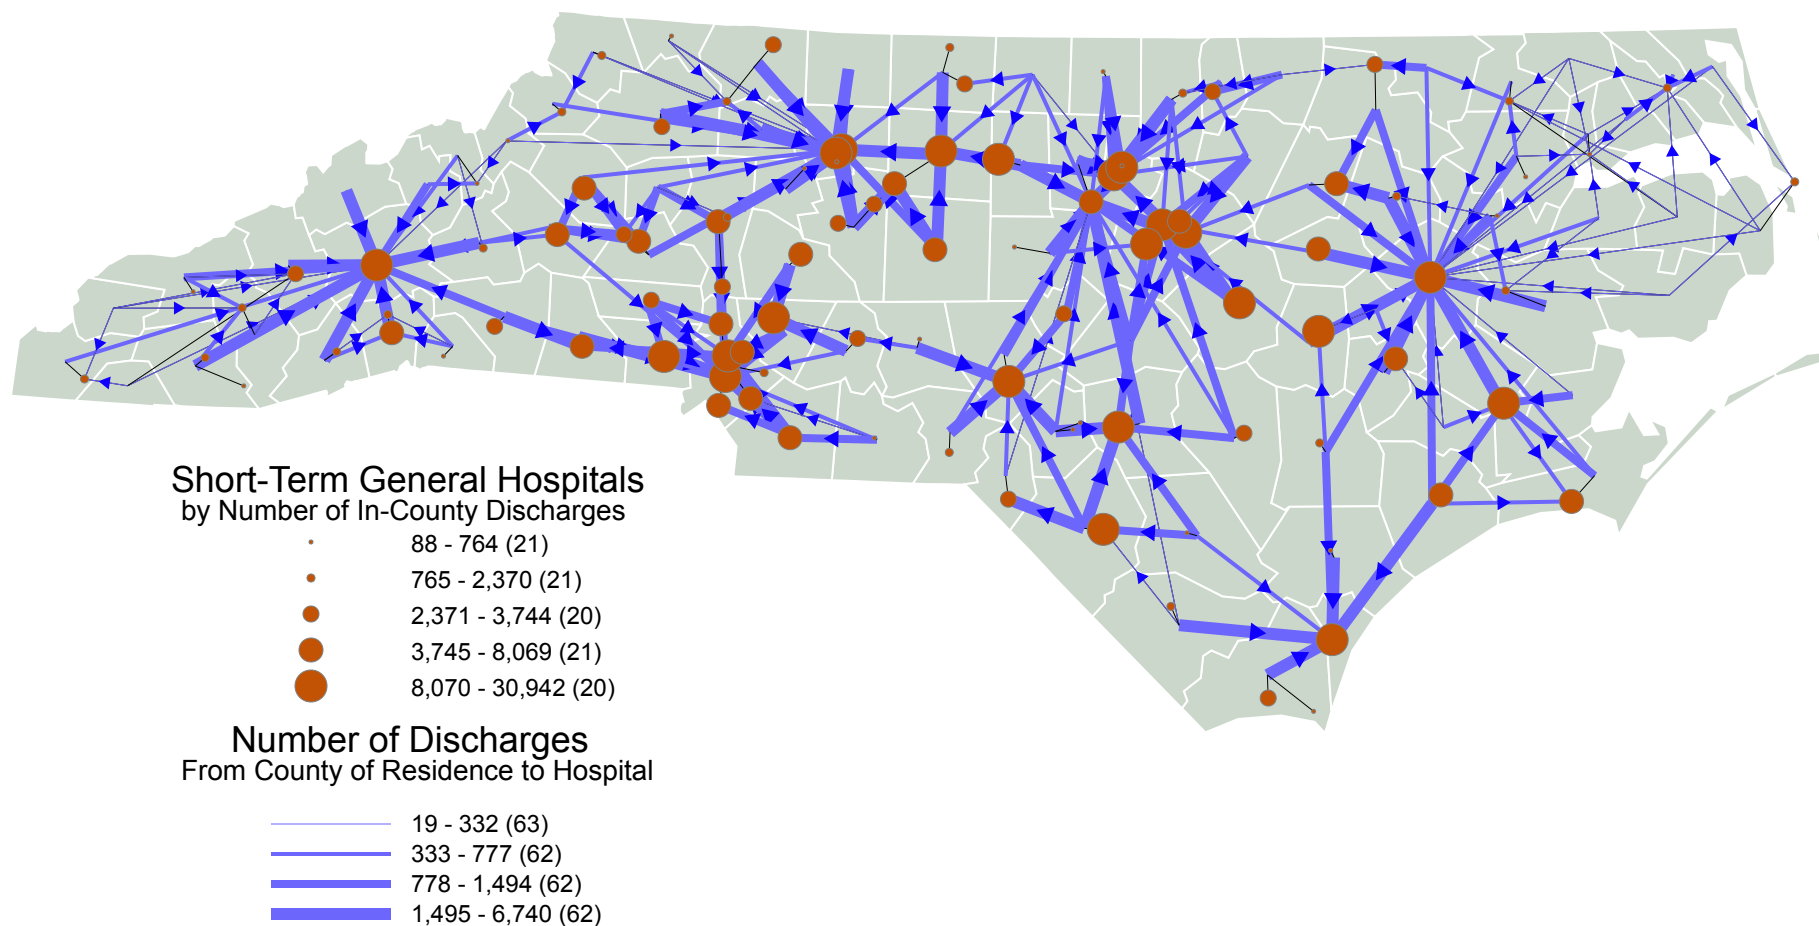 Short-Term General Hospitals
by Number of In-County Discharges
88 - 764 (21)
765 - 2,370 (21)
2,371 - 3,744 (20)
3,745 - 8,069 (21)
8,070 - 30,942 (20)
Number of Discharges
From County of Residence to Hospital
19 - 332 (63)
333 - 777 (62)
778 - 1,494 (62)
1,495 - 6,740 (62)